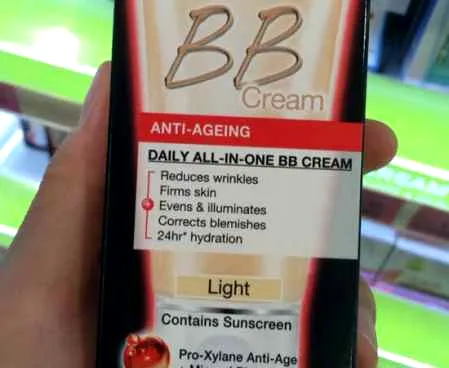 BB
Cream
ANTI-AGEING
DAILY ALL-IN-ONE BB CREAM
Reduces wrinkles
Firms skin
Evens & illuminates
Corrects blemishes
24hr* hydration
Light
Contains Sunscreen
Pro-Xylane Anti-Age